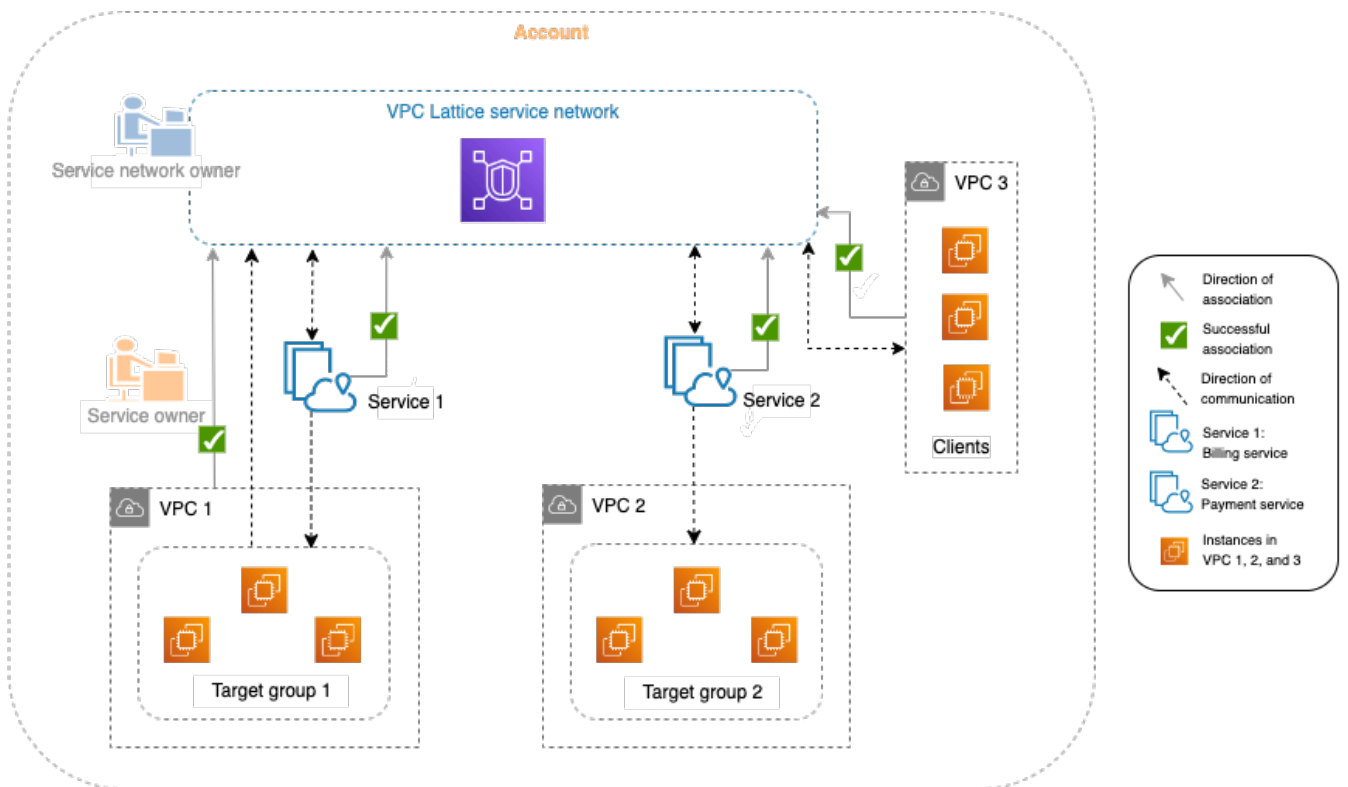 Account
VPC Lattice service network
Service network owner
VPC 3
Clients
Service owner
Service 1
Service 2
VPC 1
Target group 1
VPC 2
Target group 2
Direction of
association
Successful
association
Direction of
communication
Service 1:
Billing service
Service 2:
Payment service
Instances in
VPC 1, 2, and 3